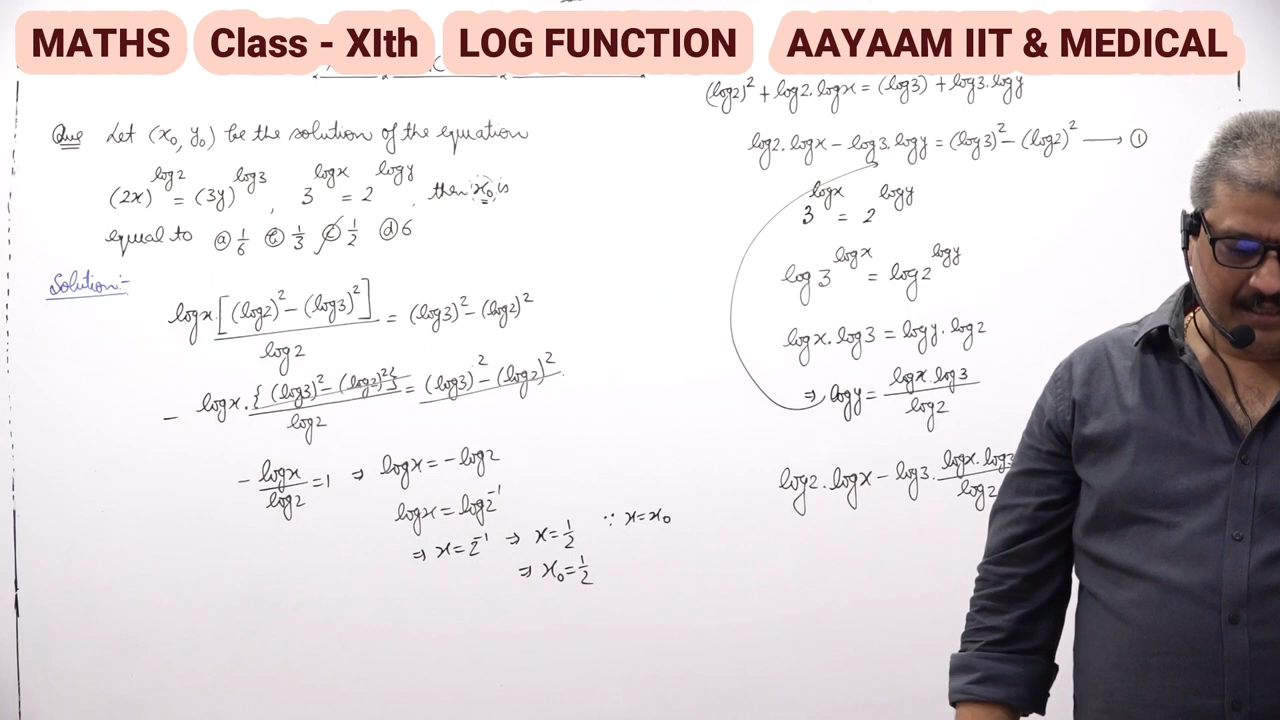 MATHS Class - XIth LOG FUNCTION AAYAAM IIT & MEDICAL
Que Let (x₀, y₀) be the solution of the equation
(2x)^log2 = (3y)^log3, 3^logx = 2^logy, then x₀ is
equal to ⓐ 1/6 ⓑ 1/3 ⓒ 1/2 ⓓ 6
Solution:-
logx.[(log2)² - (log3)²]/log2 = (log3)² - (log2)²
- logx.{(log3)² - (log2)²}/log2 = (log3)² - (log2)²
- logx/log2 = 1 ⇒ logx = -log2
logx = log2⁻¹
⇒ x = 2⁻¹ ⇒ x = 1/2 ∵ x = x₀
⇒ x₀ = 1/2
(log2)² + log2.logx = (log3) + log3.logy
log2.logx - log3.logy = (log3)² - (log2)² ⟶ ①
3^logx = 2^logy
log3^logx = log2^logy
logx.log3 = logy.log2
⇒ logy = logx.log3/log2
log2.logx - log3.logx.log3/log2